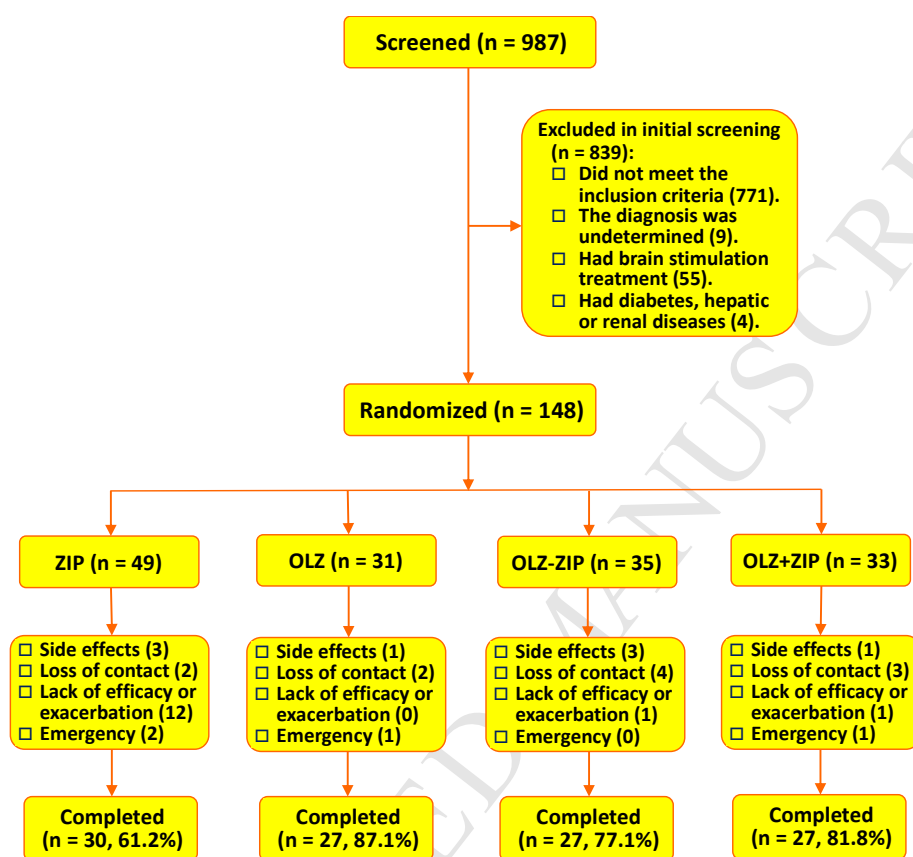 Screened (n = 987)
Excluded in initial screening
(n = 839):
☐ Did not meet the
inclusion criteria (771).
☐ The diagnosis was
undetermined (9).
☐ Had brain stimulation
treatment (55).
☐ Had diabetes, hepatic
or renal diseases (4).
Randomized (n = 148)
ZIP (n = 49)
OLZ (n = 31)
OLZ-ZIP (n = 35)
OLZ+ZIP (n = 33)
☐ Side effects (3)
☐ Loss of contact (2)
☐ Lack of efficacy or
exacerbation (12)
☐ Emergency (2)
☐ Side effects (1)
☐ Loss of contact (2)
☐ Lack of efficacy or
exacerbation (0)
☐ Emergency (1)
☐ Side effects (3)
☐ Loss of contact (4)
☐ Lack of efficacy or
exacerbation (1)
☐ Emergency (0)
☐ Side effects (1)
☐ Loss of contact (3)
☐ Lack of efficacy or
exacerbation (1)
☐ Emergency (1)
Completed
(n = 30, 61.2%)
Completed
(n = 27, 87.1%)
Completed
(n = 27, 77.1%)
Completed
(n = 27, 81.8%)
ED MANUSCR